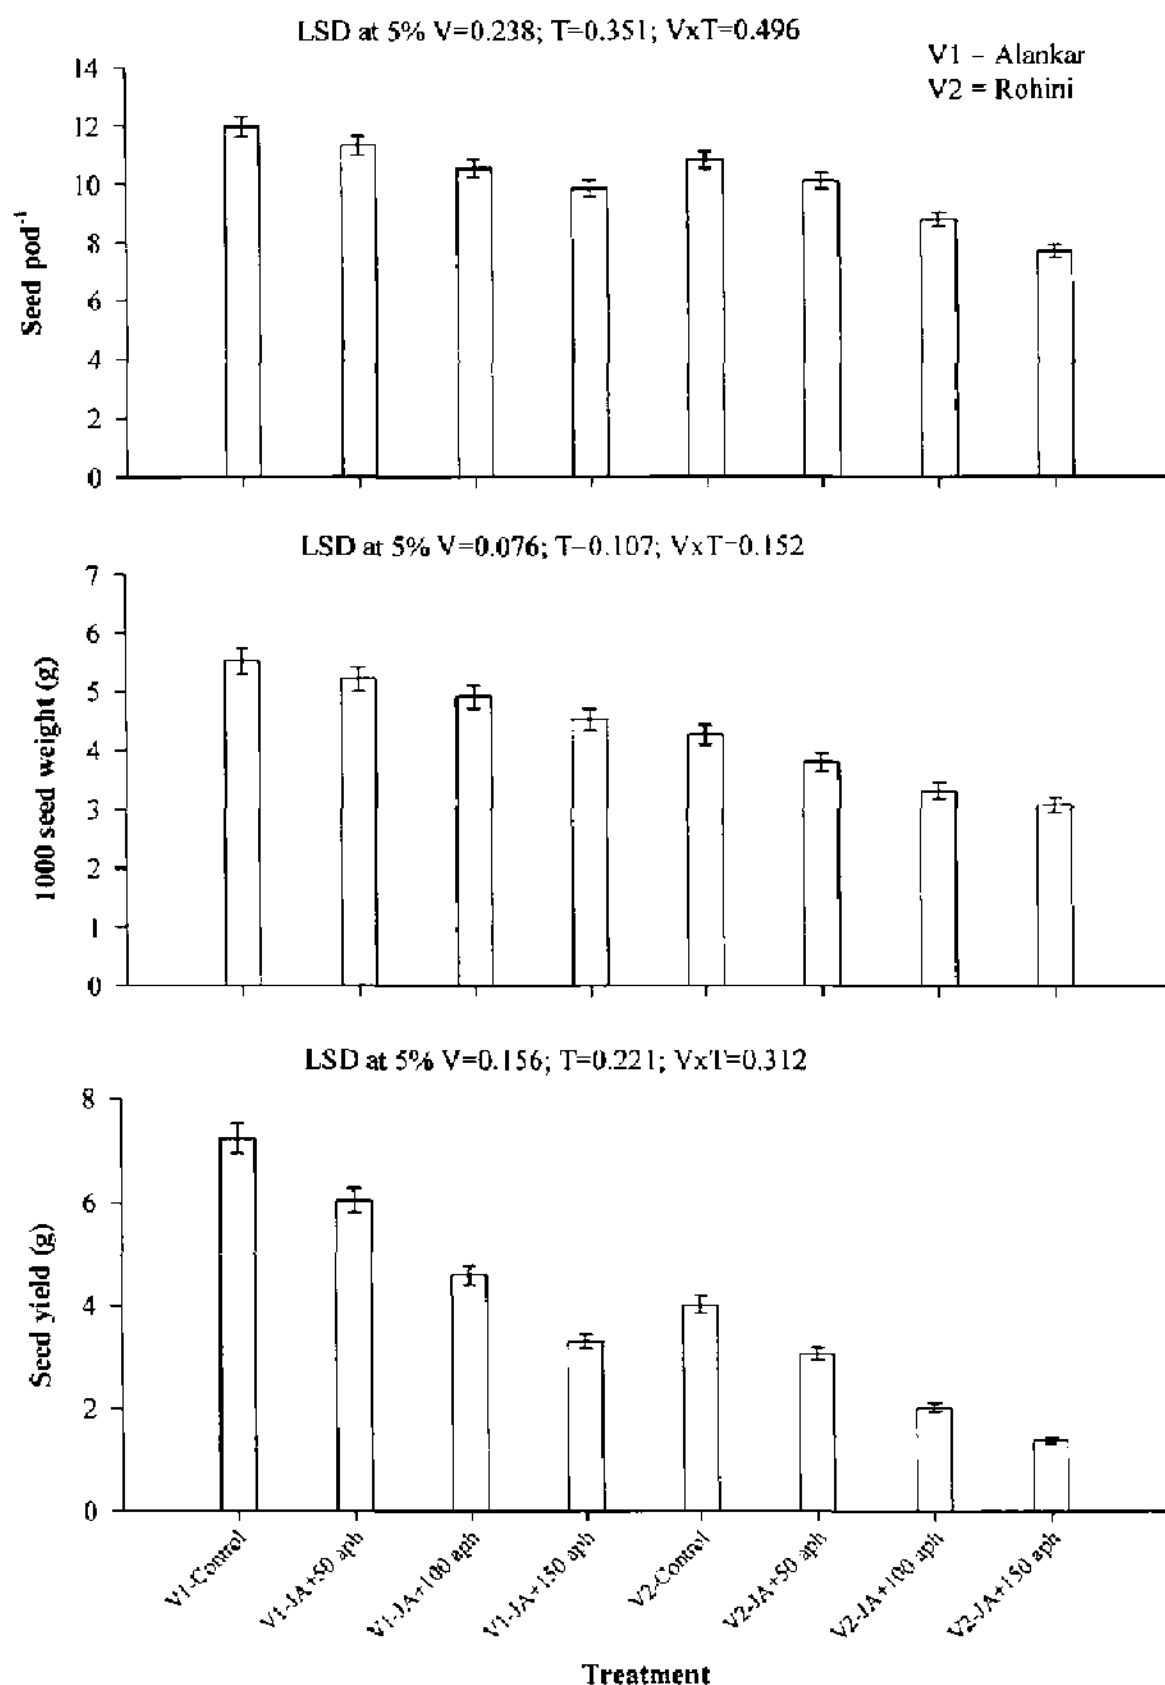 LSD at 5% V=0.238; T=0.351; VxT=0.496
V1 – Alankar
V2 = Rohini
14
12
10
8
6
4
2
0
Seed pod⁻¹
LSD at 5% V=0.076; T=0.107; VxT=0.152
7
6
5
4
3
2
1
0
1000 seed weight (g)
LSD at 5% V=0.156; T=0.221; VxT=0.312
8
6
4
2
0
Seed yield (g)
V1-Control
V1-JA+50 aph
V1-JA+100 aph
V1-JA+150 aph
V2-Control
V2-JA+50 aph
V2-JA+100 aph
V2-JA+150 aph
Treatment